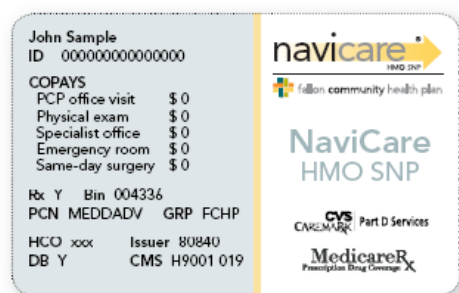 John Sample
ID 000000000000000
COPAYS
PCP office visit $ 0
Physical exam $ 0
Specialist office $ 0
Emergency room $ 0
Same-day surgery $ 0
Rx Y Bin 004336
PCN MEDDADV GRP FCHP
HCO xxx Issuer 80840
DB Y CMS H9001 019
navicare®
HMO SNP
fallon community health plan
NaviCare
HMO SNP
CVS
CAREMARK Part D Services
MedicareRx
Prescription Drug Coverage